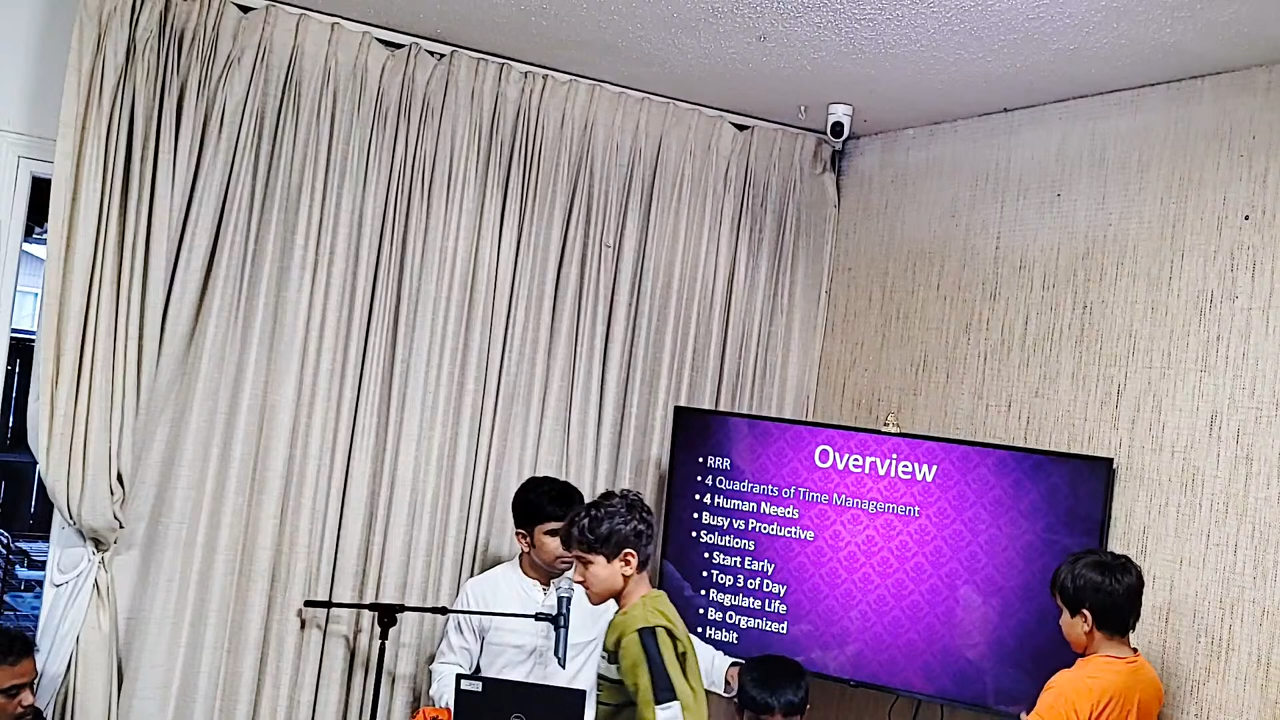 Overview
• RRR
• 4 Quadrants of Time Management
• 4 Human Needs
• Busy vs Productive
• Solutions
• Start Early
• Top 3 of Day
• Regulate Life
• Be Organized
• Habit